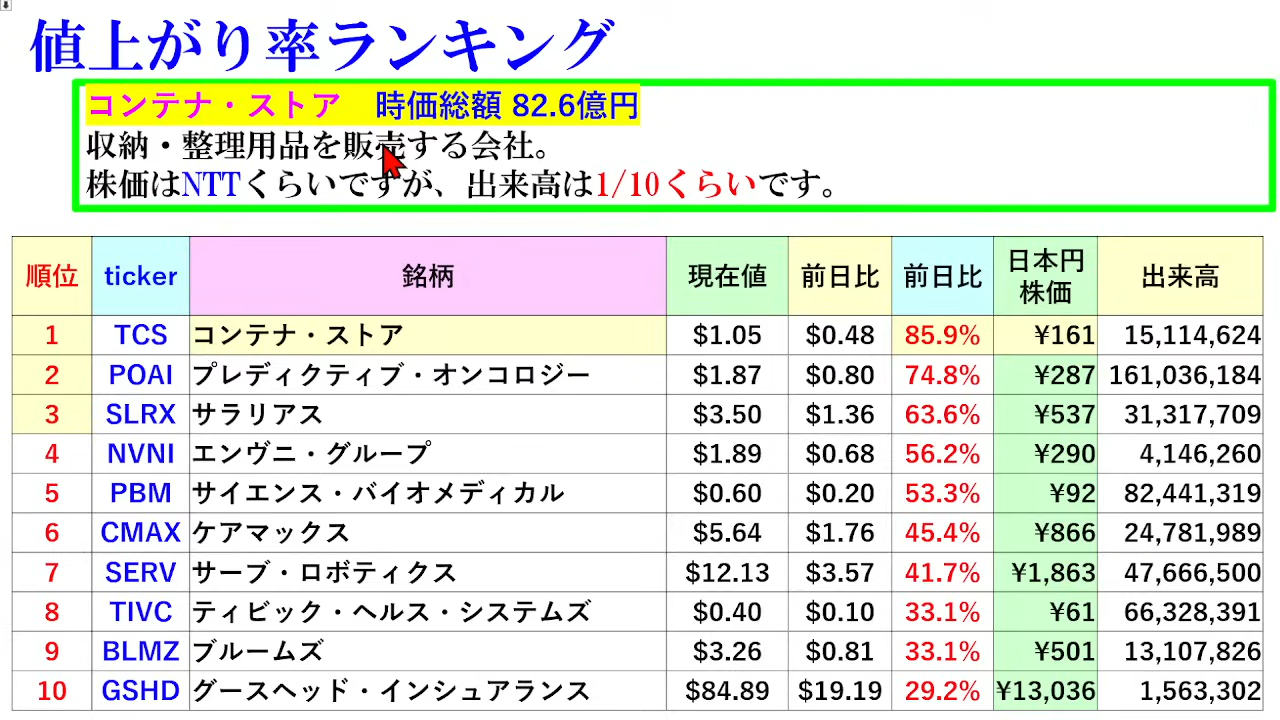 値上がり率ランキング
コンテナ・ストア 時価総額 82.6億円
収納・整理用品を販売する会社。
株価はNTTくらいですが、出来高は1/10くらいです。
順位 ticker 銘柄 現在値 前日比 前日比 日本円株価 出来高
1 TCS コンテナ・ストア $1.05 $0.48 85.9% ¥161 15,114,624
2 POAI プレディクティブ・オンコロジー $1.87 $0.80 74.8% ¥287 161,036,184
3 SLRX サラリアス $3.50 $1.36 63.6% ¥537 31,317,709
4 NVNI エンヴニ・グループ $1.89 $0.68 56.2% ¥290 4,146,260
5 PBM サイエンス・バイオメディカル $0.60 $0.20 53.3% ¥92 82,441,319
6 CMAX ケアマックス $5.64 $1.76 45.4% ¥866 24,781,989
7 SERV サーブ・ロボティクス $12.13 $3.57 41.7% ¥1,863 47,666,500
8 TIVC ティビック・ヘルス・システムズ $0.40 $0.10 33.1% ¥61 66,328,391
9 BLMZ ブルームズ $3.26 $0.81 33.1% ¥501 13,107,826
10 GSHD グースヘッド・インシュアランス $84.89 $19.19 29.2% ¥13,036 1,563,302